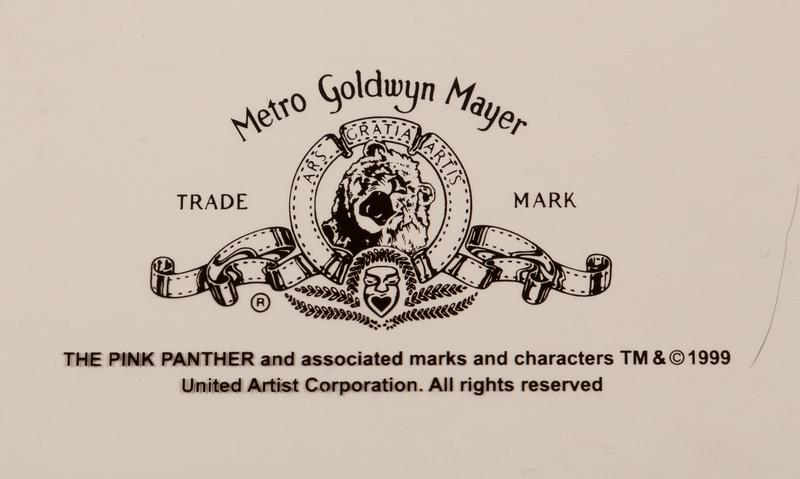 Metro Goldwyn Mayer
ARS GRATIA ARTIS
TRADE MARK
®
THE PINK PANTHER and associated marks and characters TM & © 1999
United Artist Corporation. All rights reserved